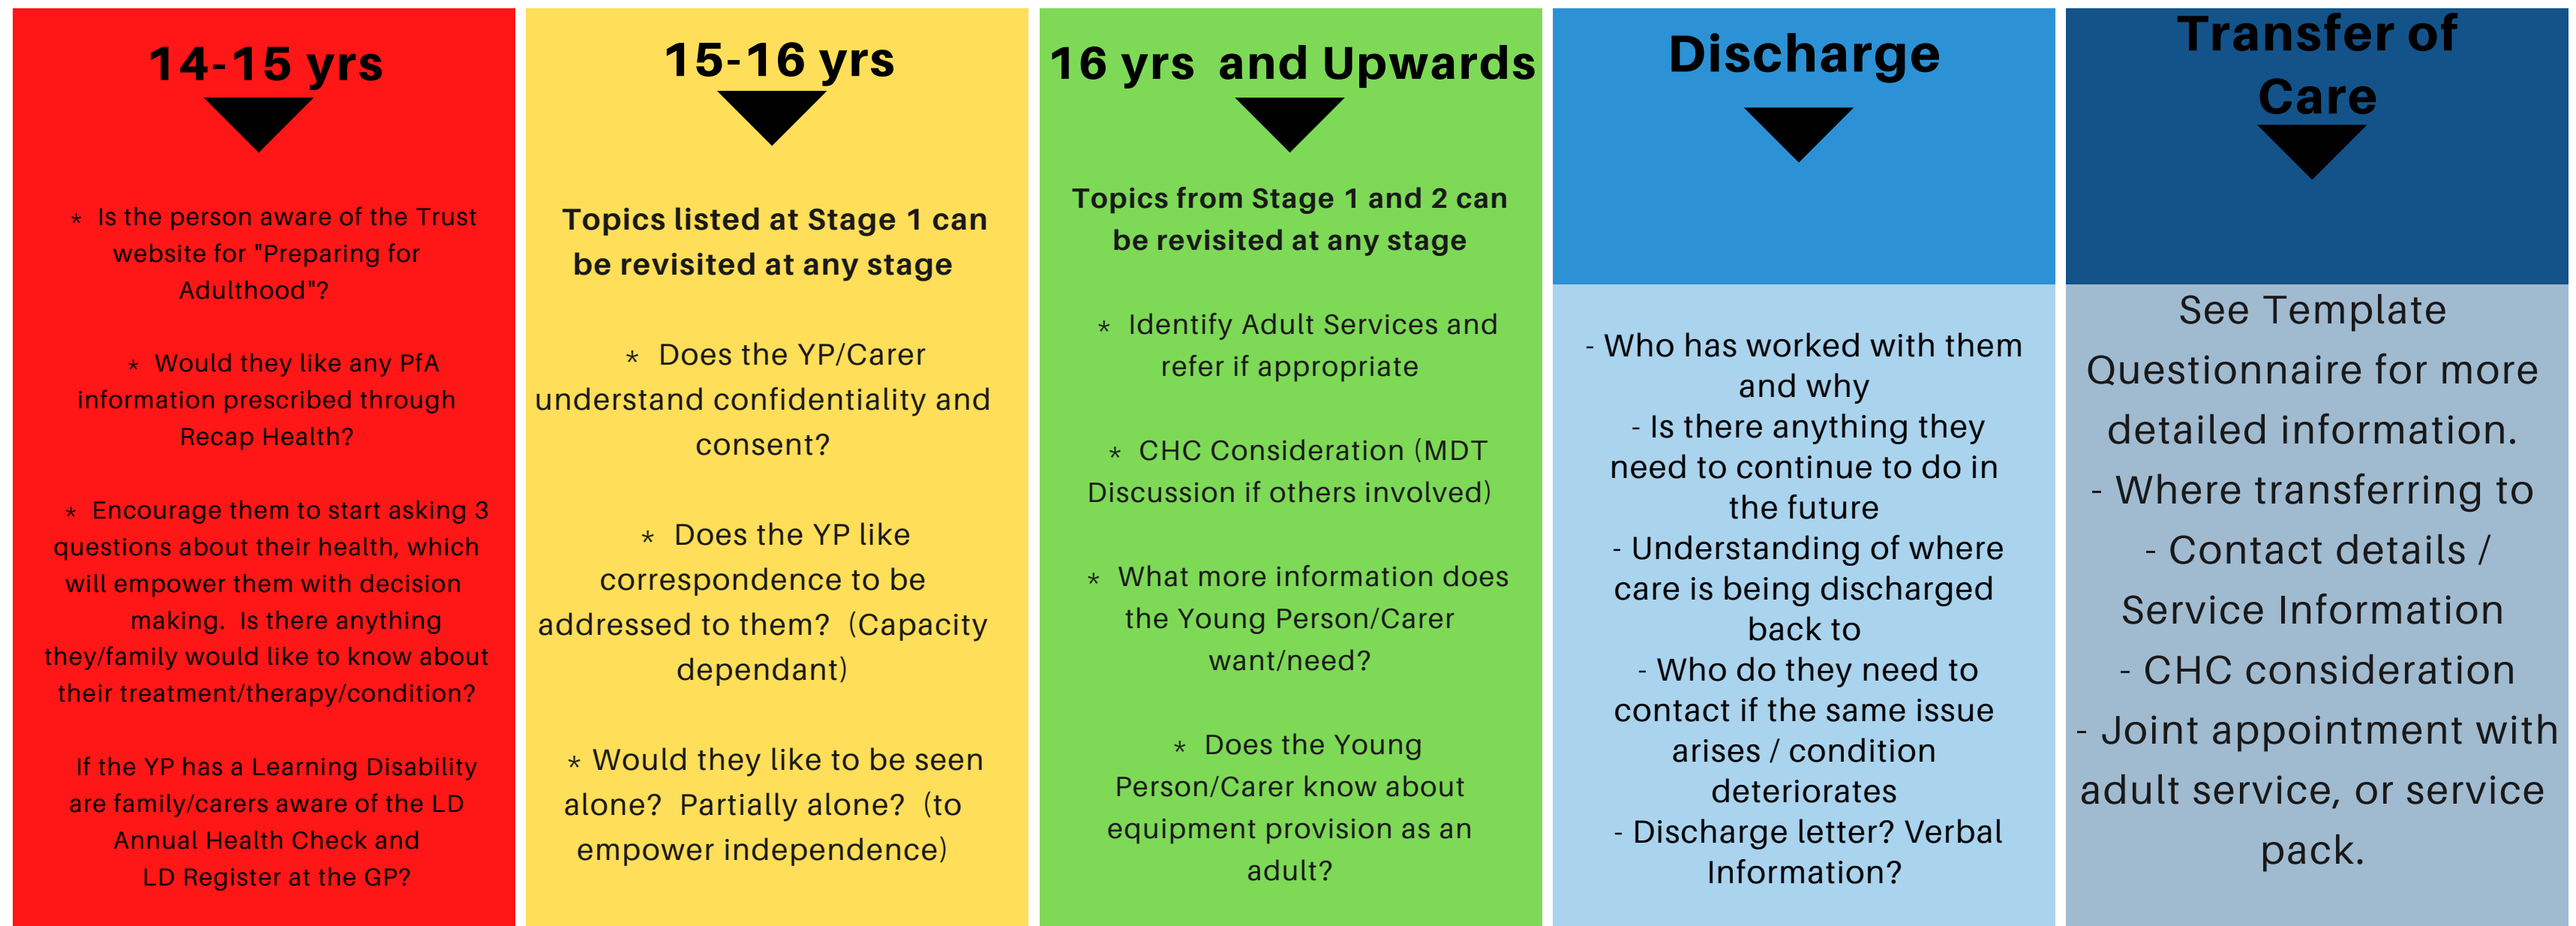 14-15 yrs
* Is the person aware of the Trust
website for "Preparing for
Adulthood"?
* Would they like any PfA
information prescribed through
Recap Health?
* Encourage them to start asking 3
questions about their health, which
will empower them with decision
making. Is there anything
they/family would like to know about
their treatment/therapy/condition?
If the YP has a Learning Disability
are family/carers aware of the LD
Annual Health Check and
LD Register at the GP?
15-16 yrs
Topics listed at Stage 1 can
be revisited at any stage
* Does the YP/Carer
understand confidentiality and
consent?
* Does the YP like
correspondence to be
addressed to them? (Capacity
dependant)
* Would they like to be seen
alone? Partially alone? (to
empower independence)
16 yrs and Upwards
Topics from Stage 1 and 2 can
be revisited at any stage
* Identify Adult Services and
refer if appropriate
* CHC Consideration (MDT
Discussion if others involved)
* What more information does
the Young Person/Carer
want/need?
* Does the Young
Person/Carer know about
equipment provision as an
adult?
Discharge
- Who has worked with them
and why
- Is there anything they
need to continue to do in
the future
- Understanding of where
care is being discharged
back to
- Who do they need to
contact if the same issue
arises / condition
deteriorates
- Discharge letter? Verbal
Information?
Transfer of
Care
See Template
Questionnaire for more
detailed information.
- Where transferring to
- Contact details /
Service Information
- CHC consideration
- Joint appointment with
adult service, or service
pack.